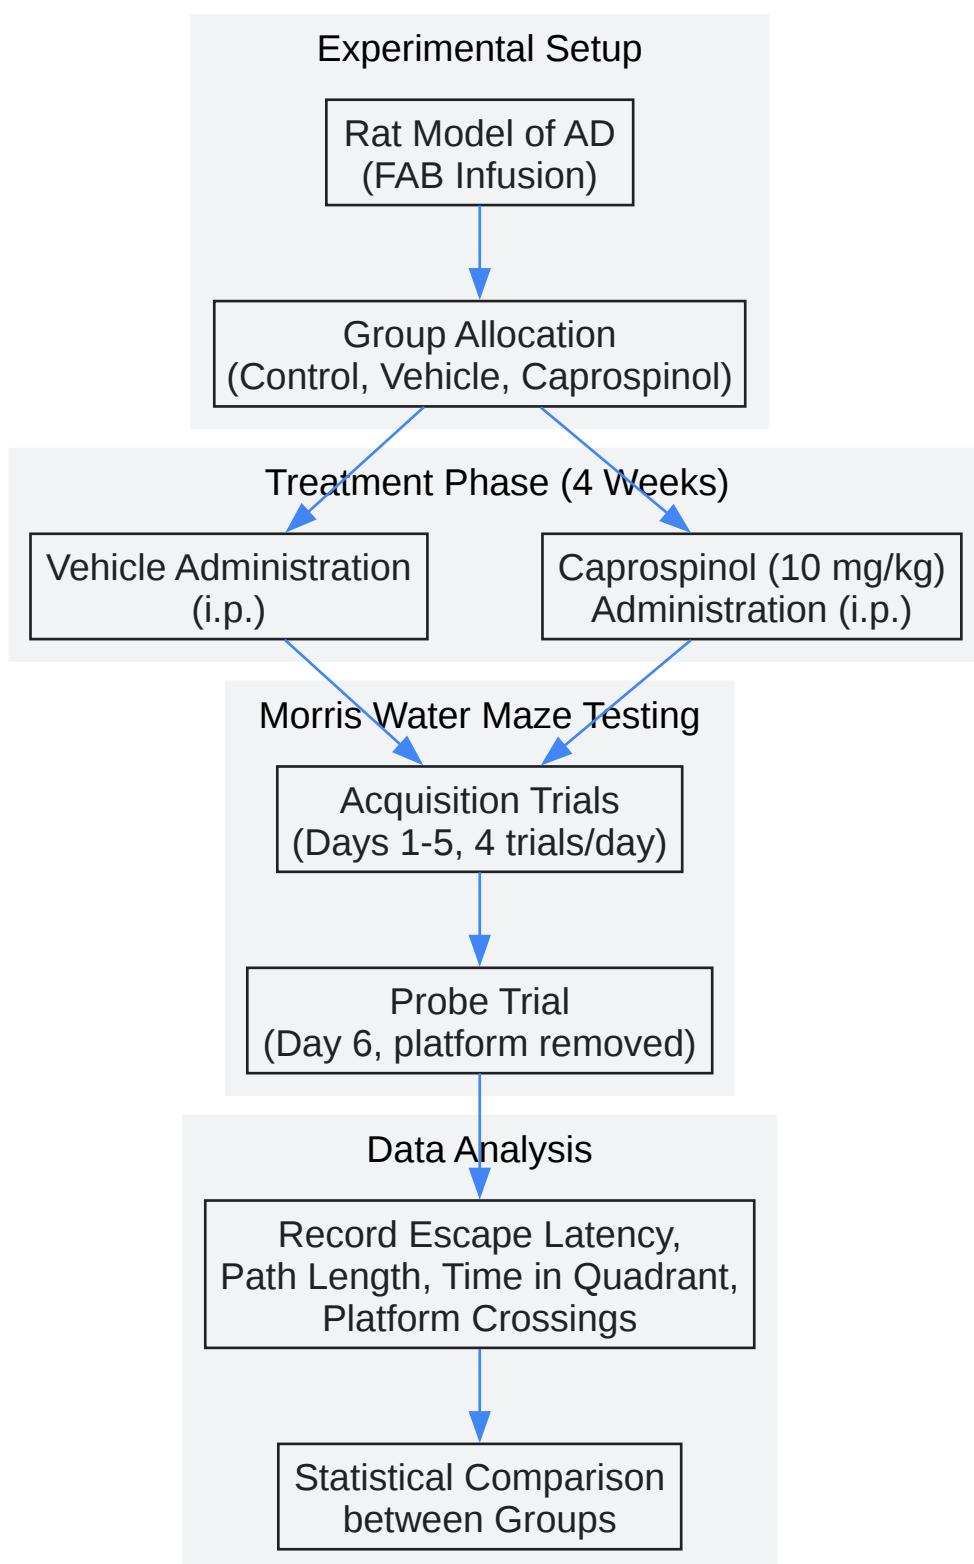 Experimental Setup
Rat Model of AD
(FAB Infusion)
Group Allocation
(Control, Vehicle, Caprospinol)
Treatment Phase (4 Weeks)
Vehicle Administration
(i.p.)
Caprospinol (10 mg/kg)
Administration (i.p.)
Morris Water Maze Testing
Acquisition Trials
(Days 1-5, 4 trials/day)
Probe Trial
(Day 6, platform removed)
Data Analysis
Record Escape Latency,
Path Length, Time in Quadrant,
Platform Crossings
Statistical Comparison
between Groups